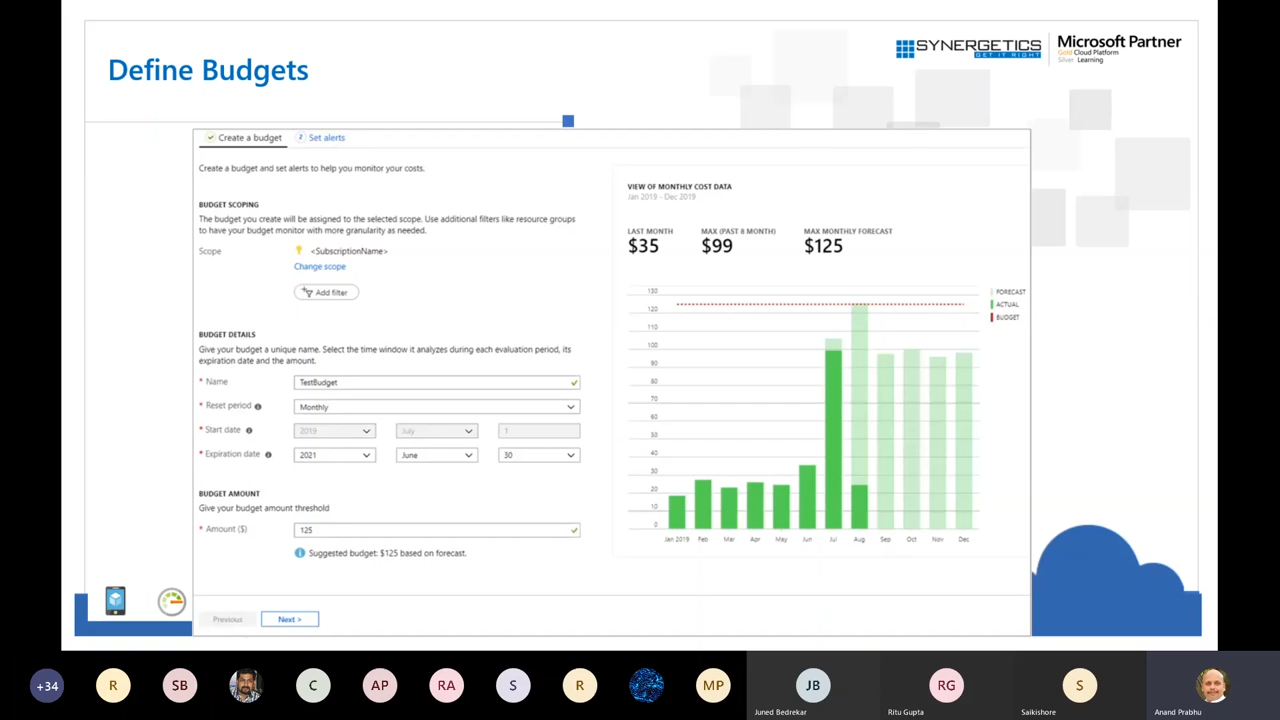 Define Budgets
SYNERGETICS
GET IT RIGHT
Microsoft Partner
Gold Cloud Platform
Silver Learning
Create a budget
2 Set alerts
Create a budget and set alerts to help you monitor your costs.
BUDGET SCOPING
The budget you create will be assigned to the selected scope. Use additional filters like resource groups
to have your budget monitor with more granularity as needed.
Scope <SubscriptionName>
Change scope
Add filter
BUDGET DETAILS
Give your budget a unique name. Select the time window it analyzes during each evaluation period, its
expiration date and the amount.
* Name TestBudget
* Reset period Monthly
* Start date 2019 July 1
* Expiration date 2021 June 30
BUDGET AMOUNT
Give your budget amount threshold
* Amount ($) 125
Suggested budget: $125 based on forecast.
Previous Next >
VIEW OF MONTHLY COST DATA
Jan 2019 - Dec 2019
LAST MONTH MAX (PAST 8 MONTH) MAX MONTHLY FORECAST
$35 $99 $125
130
120
110
100
90
80
70
60
50
40
30
20
10
0
Jan 2019 Feb Mar Apr May Jun Jul Aug Sep Oct Nov Dec
FORECAST
ACTUAL
BUDGET
+34 R SB C AP RA S R MP JB RG S
Juned Bedrekar Ritu Gupta Saikishore Anand Prabhu